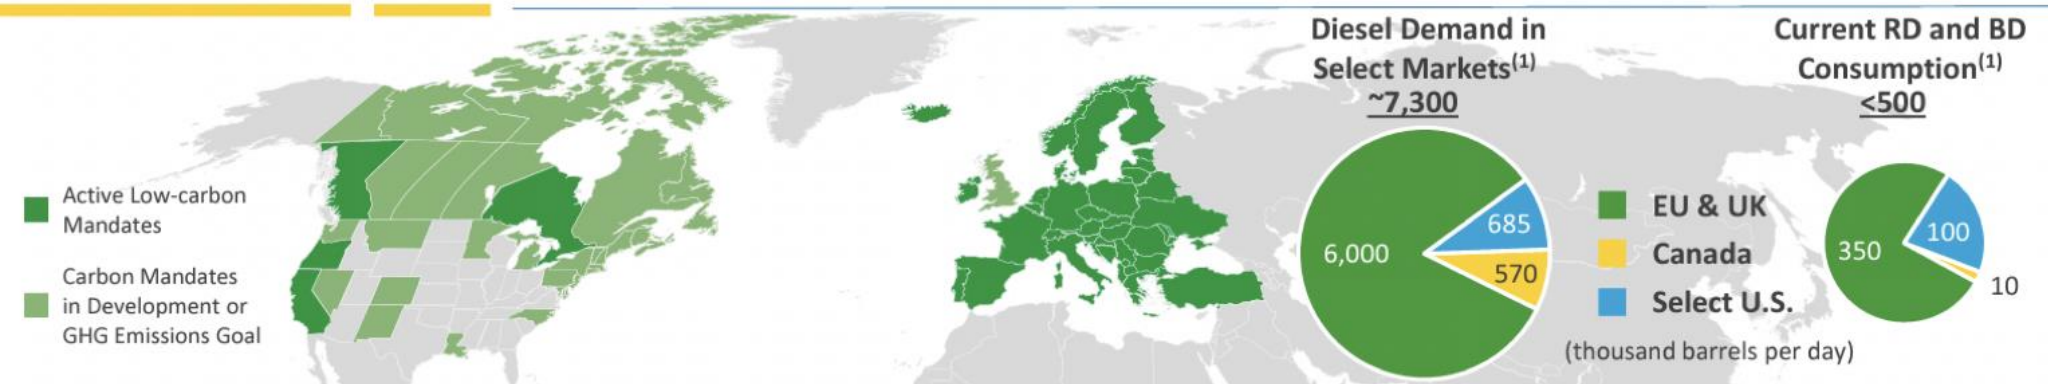 Active Low-carbon
Mandates
Carbon Mandates
in Development or
GHG Emissions Goal
Diesel Demand in
Select Markets(1)
~7,300
6,000
685
570
EU & UK
Canada
Select U.S.
(thousand barrels per day)
Current RD and BD
Consumption(1)
<500
350
100
10